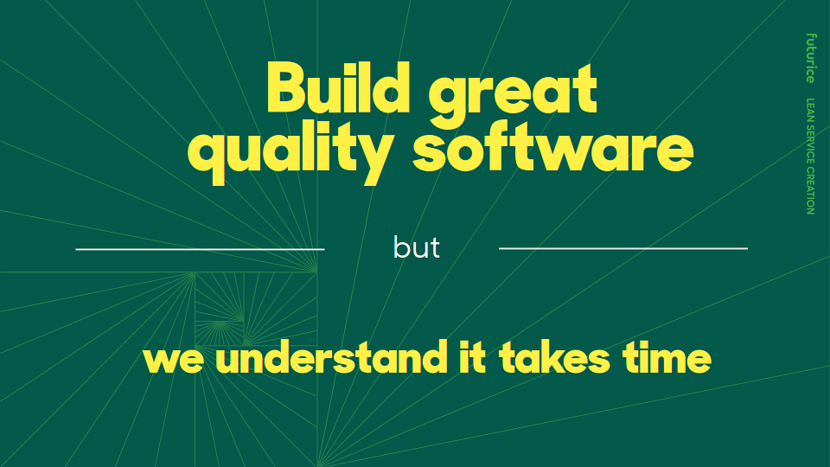 Build great
quality software
but
we understand it takes time
futurice LEAN SERVICE CREATION